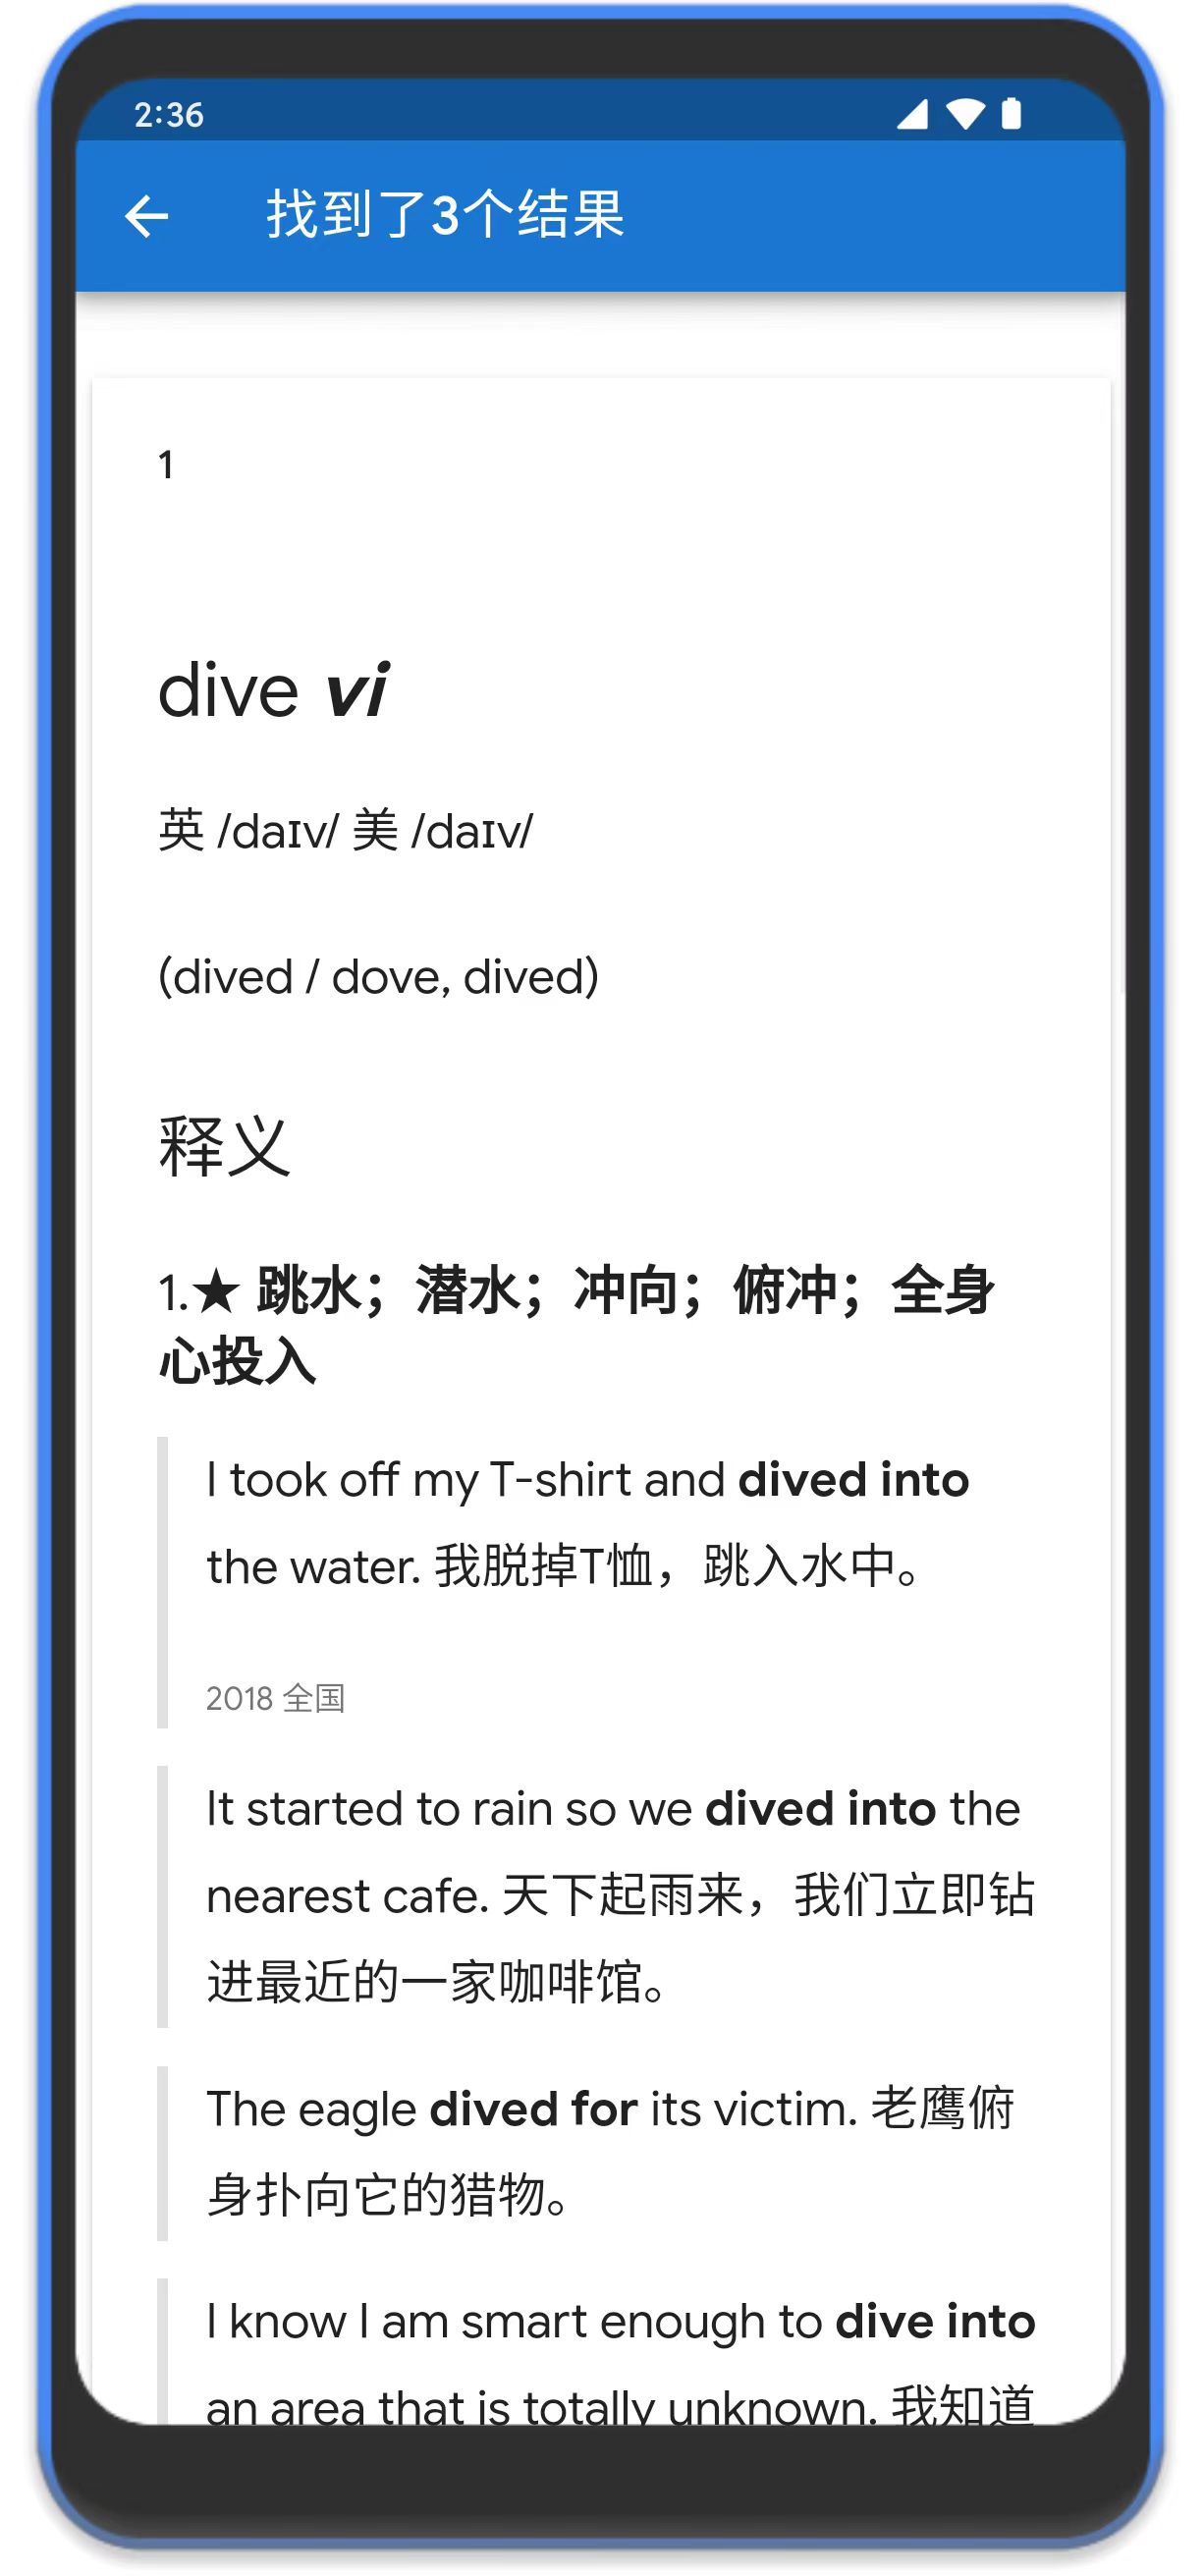 2:36
找到了3个结果
1
dive vi
英 /daɪv/ 美 /daɪv/
(dived / dove, dived)
释义
1.★ 跳水；潜水；冲向；俯冲；全身
心投入
I took off my T-shirt and dived into
the water. 我脱掉T恤，跳入水中。
2018 全国
It started to rain so we dived into the
nearest cafe. 天下起雨来，我们立即钻
进最近的一家咖啡馆。
The eagle dived for its victim. 老鹰俯
身扑向它的猎物。
I know I am smart enough to dive into
an area that is totally unknown. 我知道